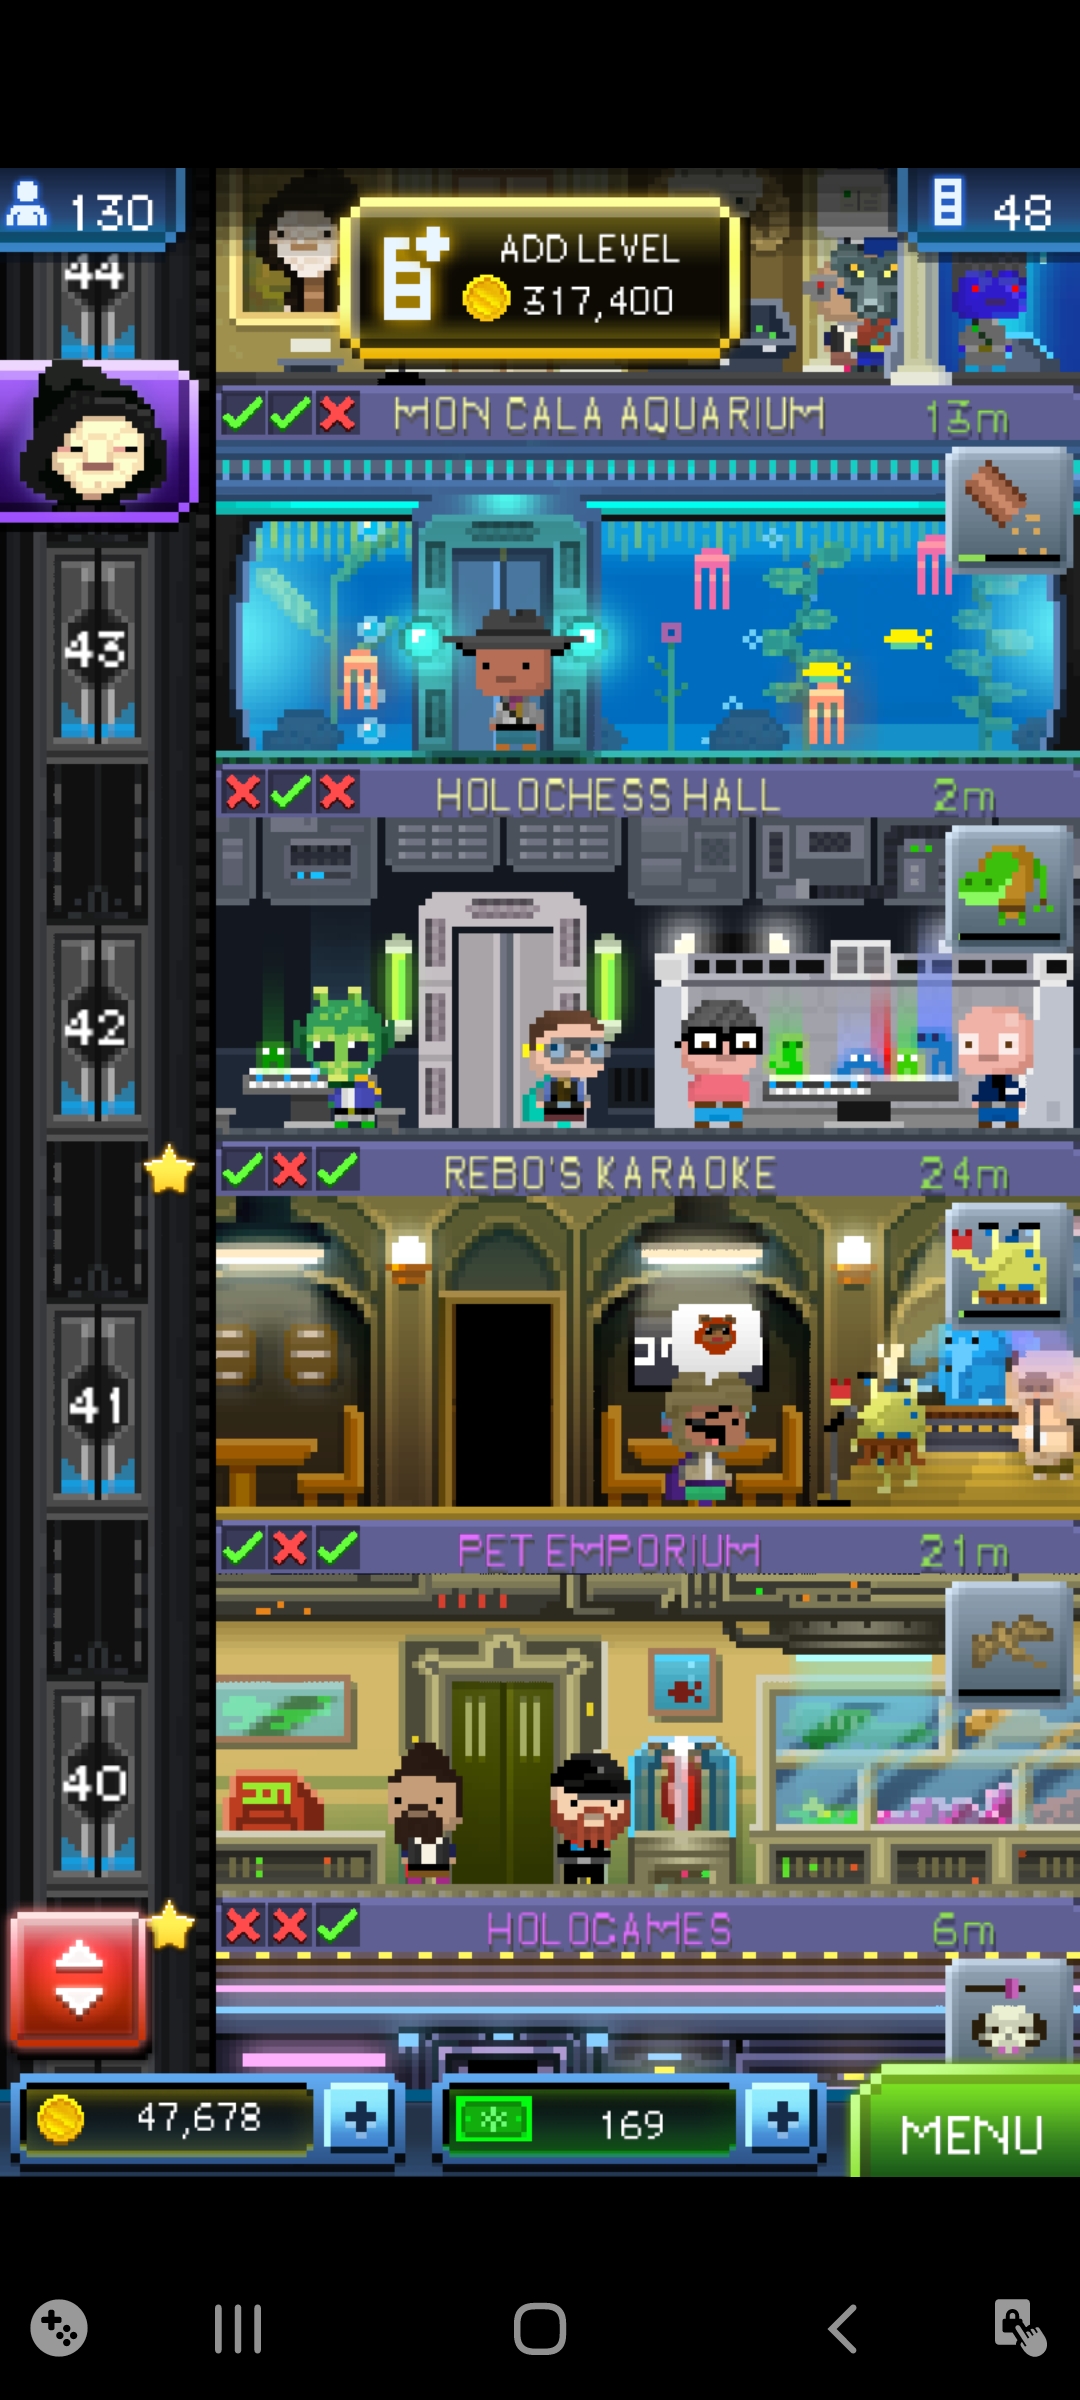 130
ADD LEVEL
317,400
48
44
MON CALA AQUARIUM 13m
43
HOLOCHESS HALL 2m
42
REBO'S KARAOKE 24m
41
PET EMPORIUM 21m
40
HOLOGAMES 6m
47,678
169
MENU